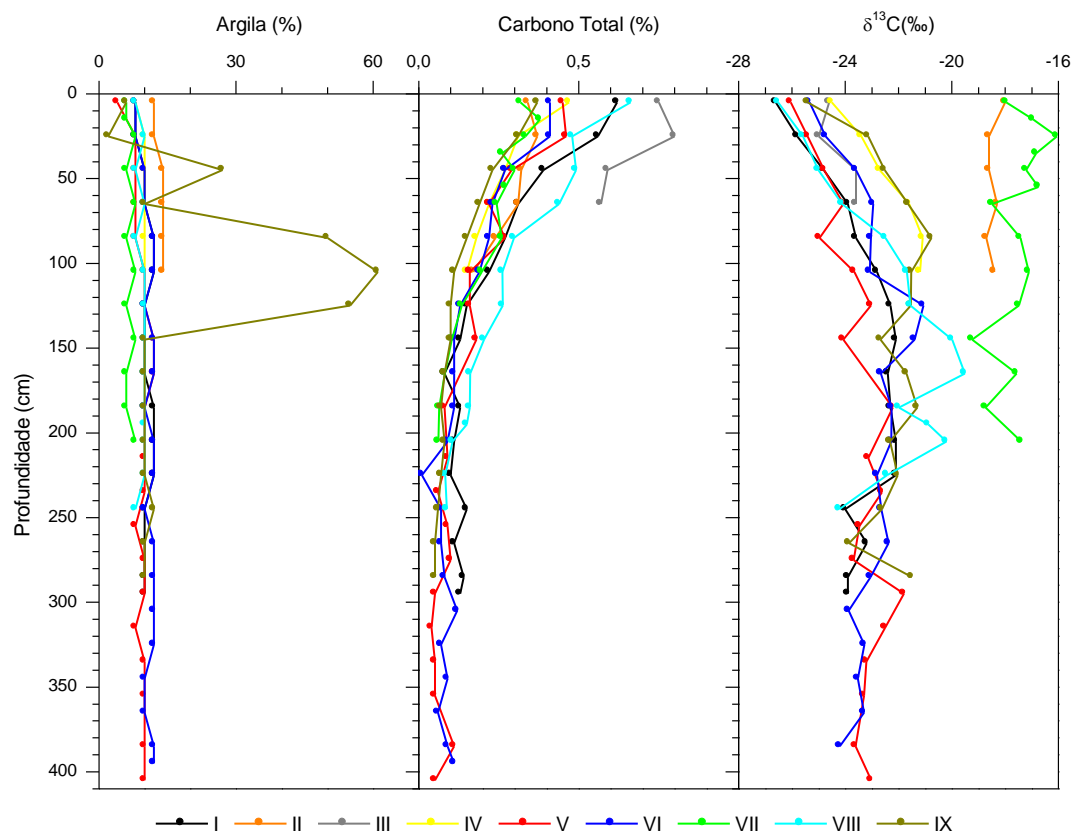 Argila (%) Carbono Total (%) δ¹³C(‰)
0 30 60 0,0 0,5 -28 -24 -20 -16
0
50
100
150
200
250
300
350
400
Profundidade (cm)
I II III IV V VI VII VIII IX